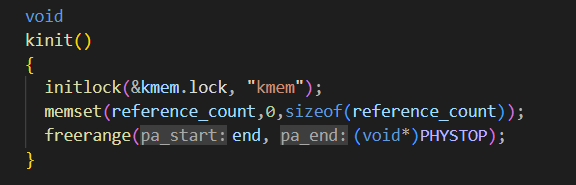 void
kinit()
{
  initlock(&kmem.lock, "kmem");
  memset(reference_count,0,sizeof(reference_count));
  freerange(pa_start: end, pa_end: (void*)PHYSTOP);
}